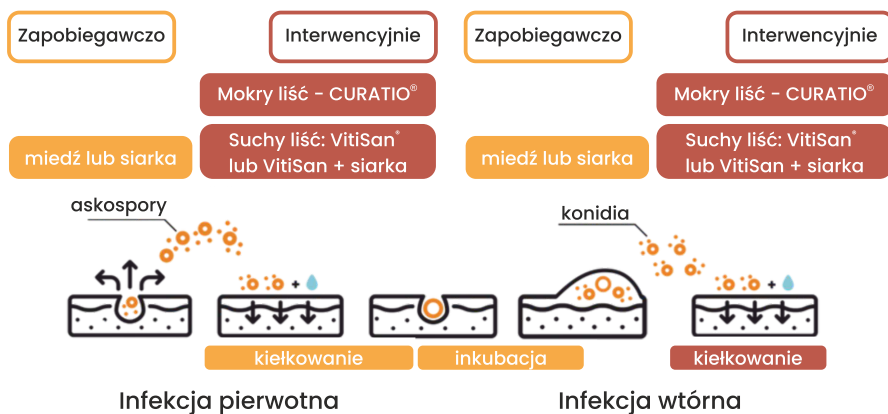 Zapobiegawczo
Interwencyjnie
Zapobiegawczo
Interwencyjnie
Mokry liść - CURATIO®
Mokry liść - CURATIO®
miedź lub siarka
Suchy liść: VitiSan®
lub VitiSan + siarka
miedź lub siarka
Suchy liść: VitiSan®
lub VitiSan + siarka
askospory
konidia
+
+
kiełkowanie
inkubacja
kiełkowanie
Infekcja pierwotna
Infekcja wtórna